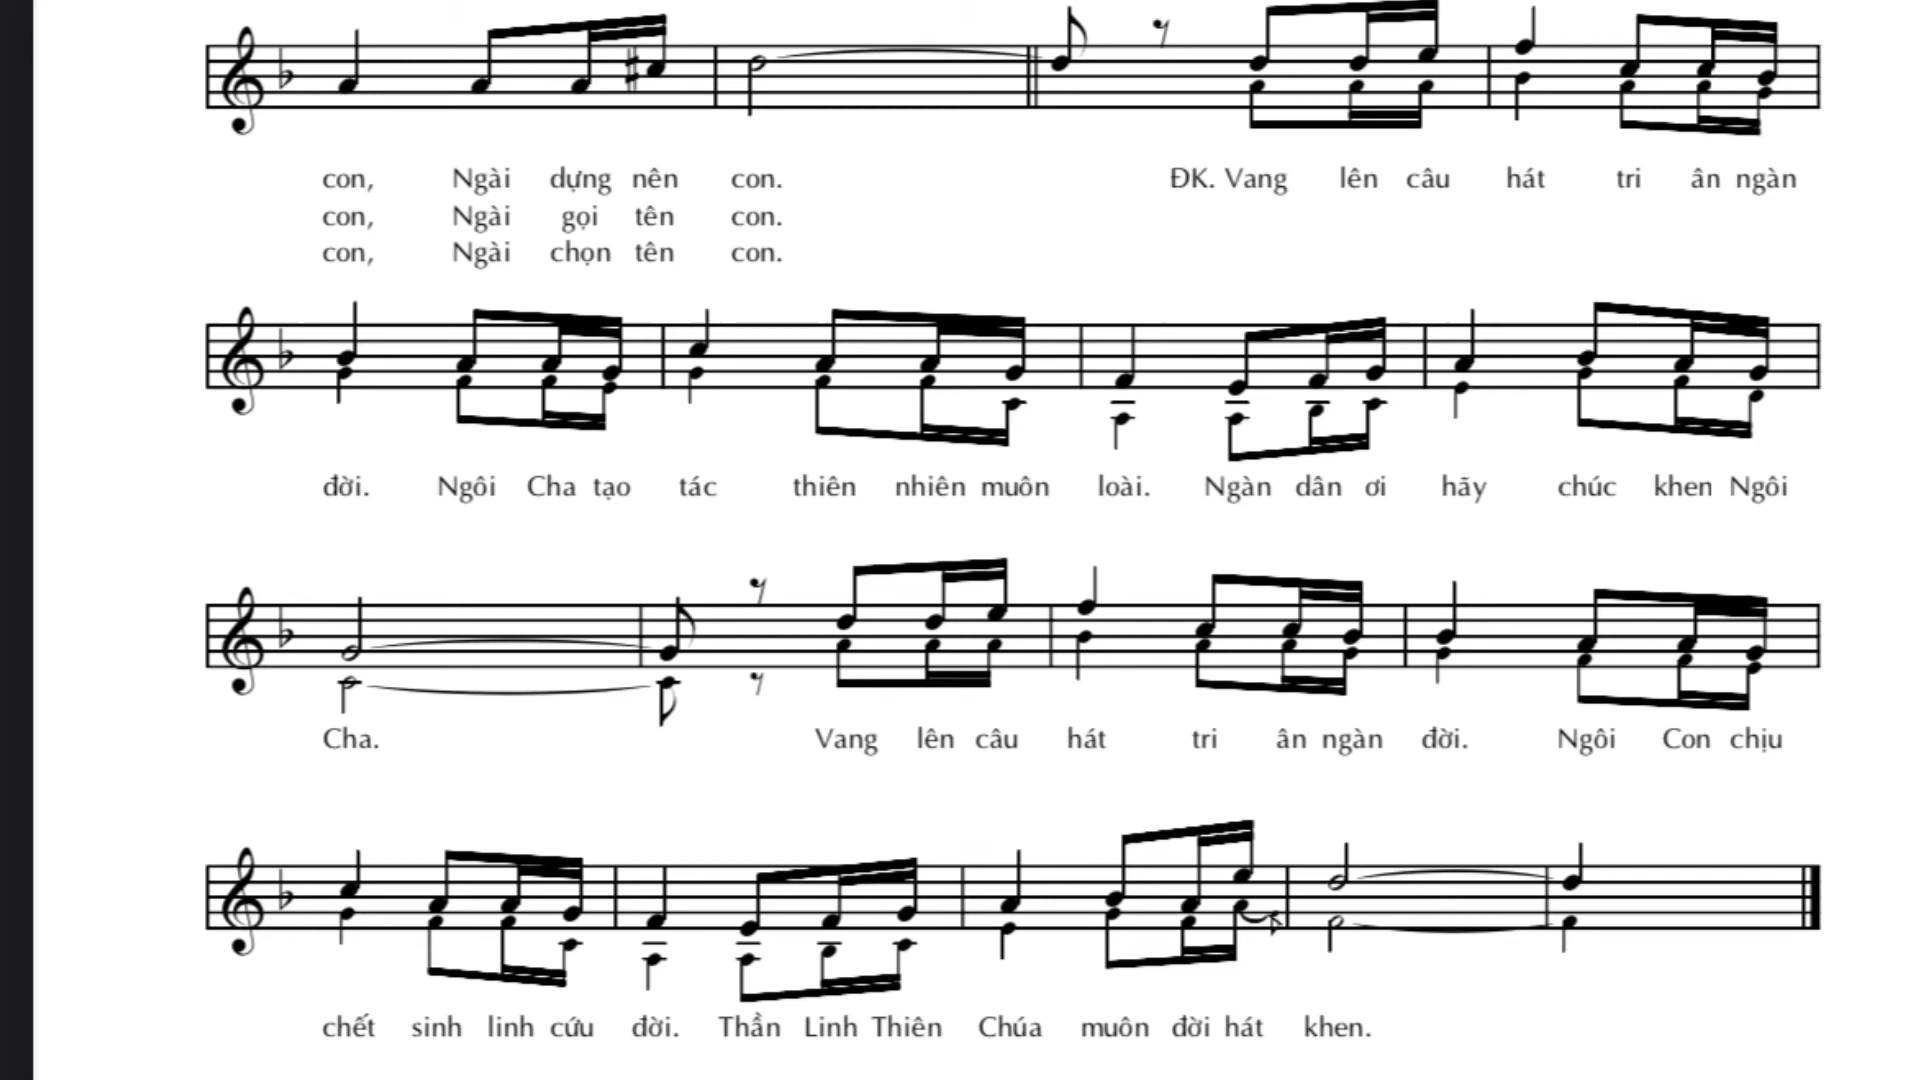 con, Ngài dựng nên con. ĐK. Vang lên câu hát tri ân ngàn
con, Ngài gọi tên con.
con, Ngài chọn tên con.
đời. Ngôi Cha tạo tác thiên nhiên muôn loài. Ngàn dân ơi hãy chúc khen Ngôi
Cha. Vang lên câu hát tri ân ngàn đời. Ngôi Con chịu
chết sinh linh cứu đời. Thần Linh Thiên Chúa muôn đời hát khen.